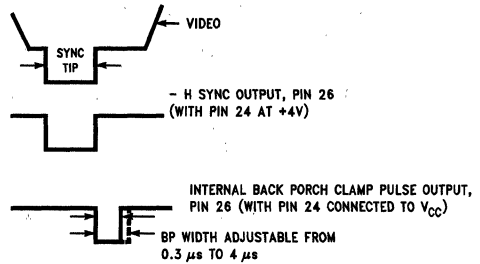 VIDEO
SYNC
TIP
- H SYNC OUTPUT, PIN 26
(WITH PIN 24 AT +4V)
INTERNAL BACK PORCH CLAMP PULSE OUTPUT,
PIN 26 (WITH PIN 24 CONNECTED TO VCC)
BP WIDTH ADJUSTABLE FROM
0.3 µs TO 4 µs